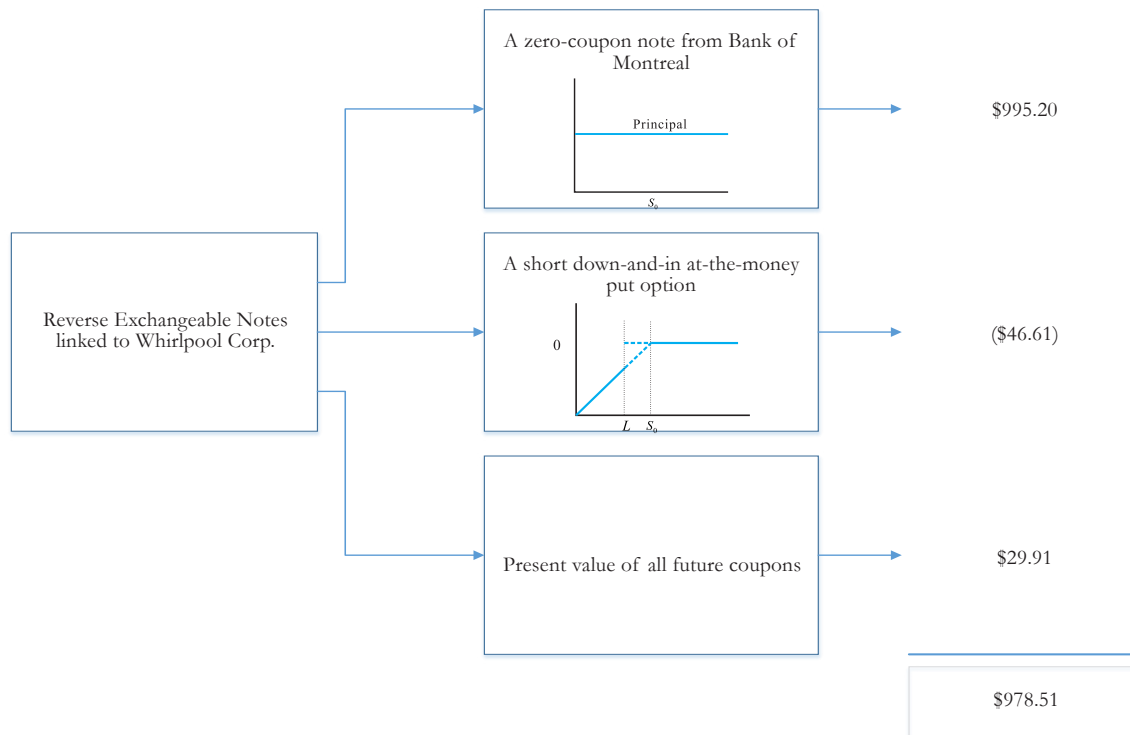 A zero-coupon note from Bank of
Montreal
Principal
S₀
$995.20
Reverse Exchangeable Notes
linked to Whirlpool Corp.
A short down-and-in at-the-money
put option
0
L S₀
($46.61)
Present value of all future coupons
$29.91
$978.51